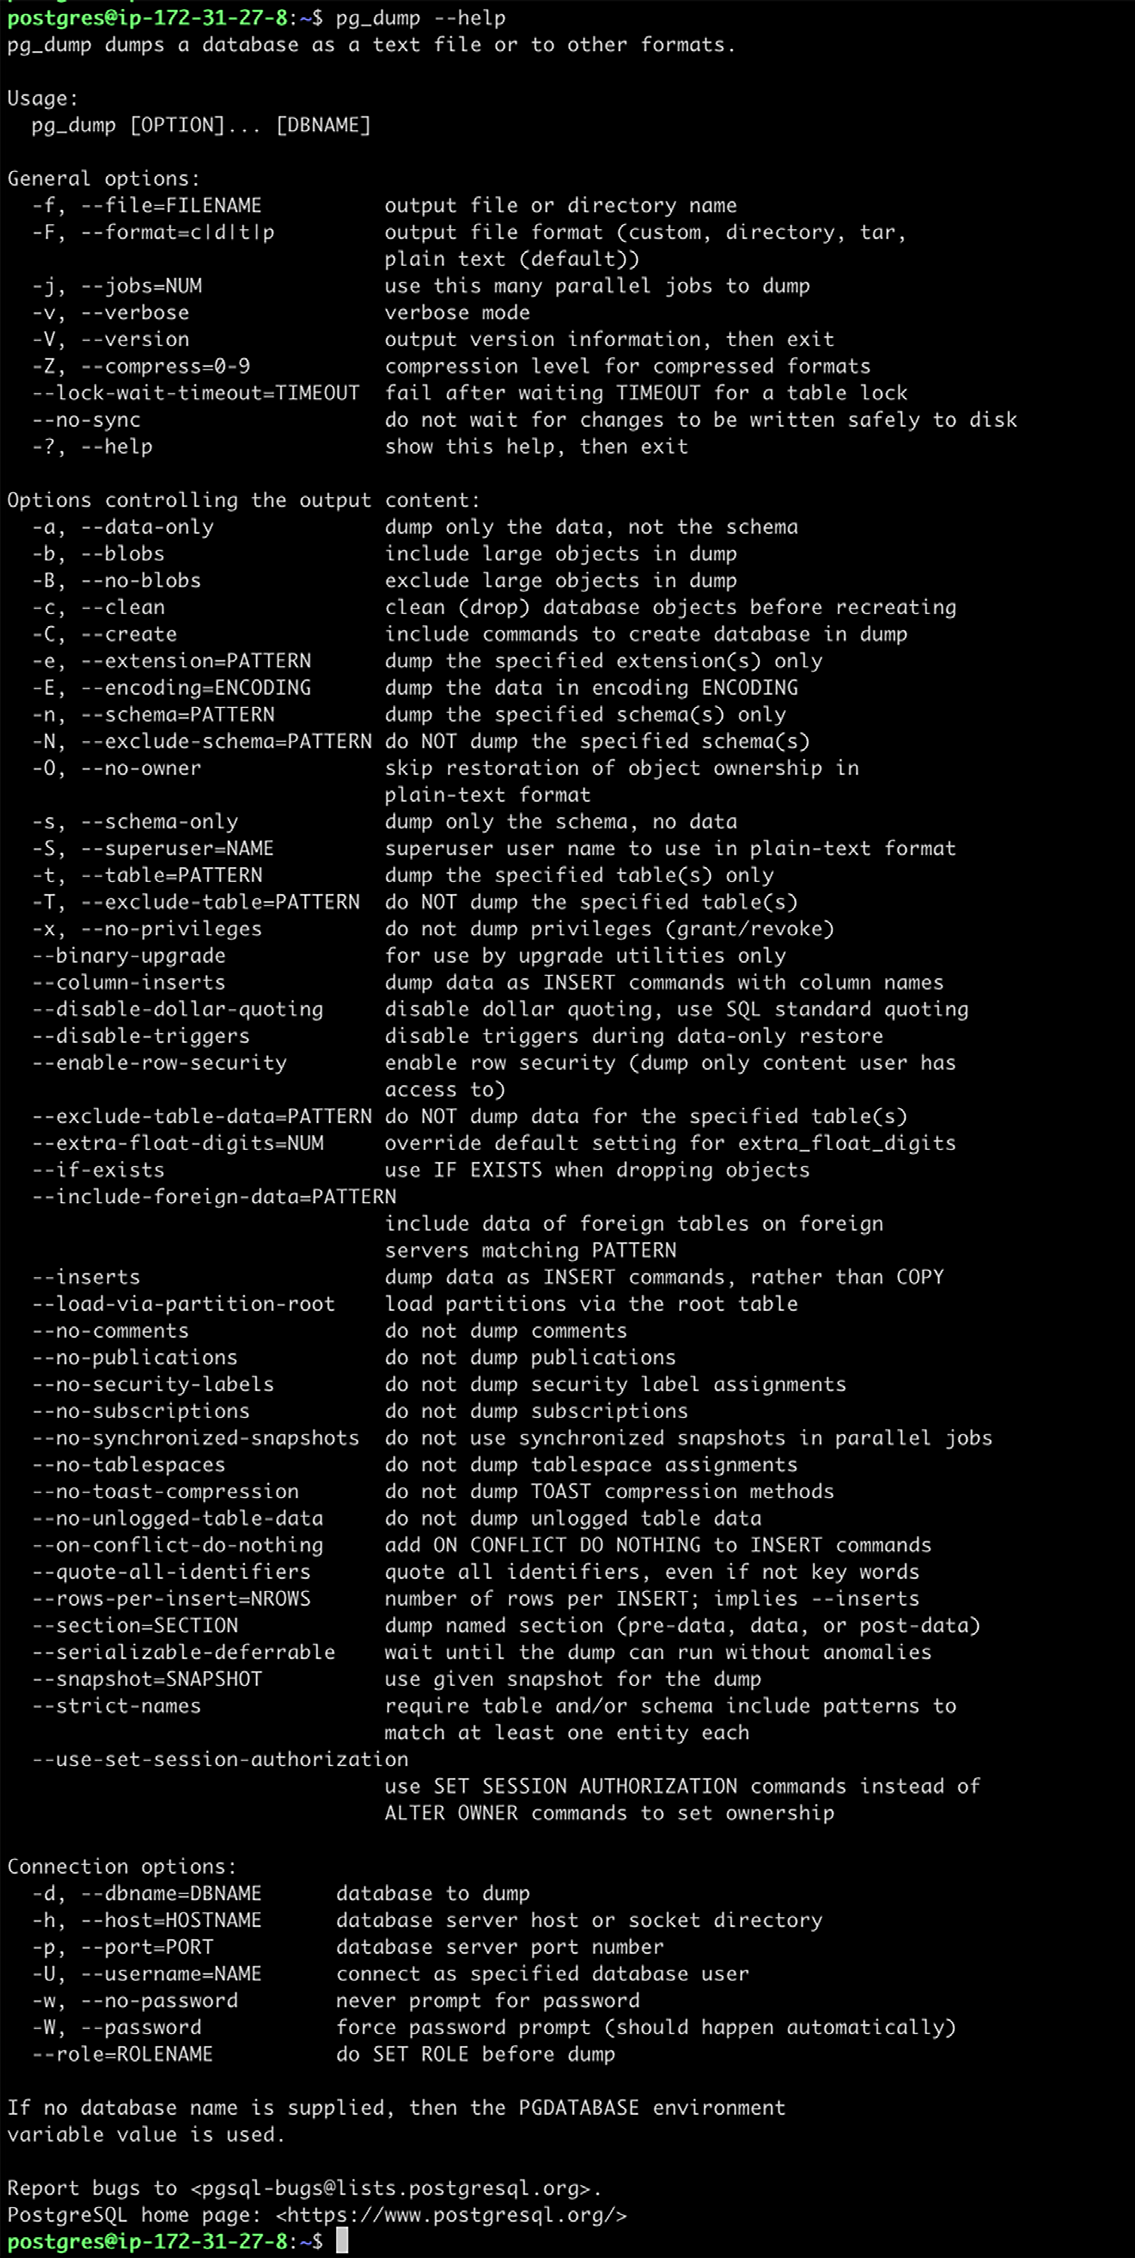 postgres@ip-172-31-27-8:~$ pg_dump --help
pg_dump dumps a database as a text file or to other formats.

Usage:
  pg_dump [OPTION]... [DBNAME]

General options:
  -f, --file=FILENAME          output file or directory name
  -F, --format=c|d|t|p         output file format (custom, directory, tar,
                               plain text (default))
  -j, --jobs=NUM               use this many parallel jobs to dump
  -v, --verbose                verbose mode
  -V, --version                output version information, then exit
  -Z, --compress=0-9           compression level for compressed formats
  --lock-wait-timeout=TIMEOUT  fail after waiting TIMEOUT for a table lock
  --no-sync                    do not wait for changes to be written safely to disk
  -?, --help                   show this help, then exit

Options controlling the output content:
  -a, --data-only              dump only the data, not the schema
  -b, --blobs                  include large objects in dump
  -B, --no-blobs               exclude large objects in dump
  -c, --clean                  clean (drop) database objects before recreating
  -C, --create                 include commands to create database in dump
  -e, --extension=PATTERN      dump the specified extension(s) only
  -E, --encoding=ENCODING      dump the data in encoding ENCODING
  -n, --schema=PATTERN         dump the specified schema(s) only
  -N, --exclude-schema=PATTERN do NOT dump the specified schema(s)
  -O, --no-owner               skip restoration of object ownership in
                               plain-text format
  -s, --schema-only            dump only the schema, no data
  -S, --superuser=NAME         superuser user name to use in plain-text format
  -t, --table=PATTERN          dump the specified table(s) only
  -T, --exclude-table=PATTERN  do NOT dump the specified table(s)
  -x, --no-privileges          do not dump privileges (grant/revoke)
  --binary-upgrade             for use by upgrade utilities only
  --column-inserts             dump data as INSERT commands with column names
  --disable-dollar-quoting     disable dollar quoting, use SQL standard quoting
  --disable-triggers           disable triggers during data-only restore
  --enable-row-security        enable row security (dump only content user has
                               access to)
  --exclude-table-data=PATTERN do NOT dump data for the specified table(s)
  --extra-float-digits=NUM     override default setting for extra_float_digits
  --if-exists                  use IF EXISTS when dropping objects
  --include-foreign-data=PATTERN
                               include data of foreign tables on foreign
                               servers matching PATTERN
  --inserts                    dump data as INSERT commands, rather than COPY
  --load-via-partition-root    load partitions via the root table
  --no-comments                do not dump comments
  --no-publications            do not dump publications
  --no-security-labels         do not dump security label assignments
  --no-subscriptions           do not dump subscriptions
  --no-synchronized-snapshots  do not use synchronized snapshots in parallel jobs
  --no-tablespaces             do not dump tablespace assignments
  --no-toast-compression       do not dump TOAST compression methods
  --no-unlogged-table-data     do not dump unlogged table data
  --on-conflict-do-nothing     add ON CONFLICT DO NOTHING to INSERT commands
  --quote-all-identifiers      quote all identifiers, even if not key words
  --rows-per-insert=NROWS      number of rows per INSERT; implies --inserts
  --section=SECTION            dump named section (pre-data, data, or post-data)
  --serializable-deferrable    wait until the dump can run without anomalies
  --snapshot=SNAPSHOT          use given snapshot for the dump
  --strict-names               require table and/or schema include patterns to
                               match at least one entity each
  --use-set-session-authorization
                               use SET SESSION AUTHORIZATION commands instead of
                               ALTER OWNER commands to set ownership

Connection options:
  -d, --dbname=DBNAME      database to dump
  -h, --host=HOSTNAME      database server host or socket directory
  -p, --port=PORT          database server port number
  -U, --username=NAME      connect as specified database user
  -w, --no-password        never prompt for password
  -W, --password           force password prompt (should happen automatically)
  --role=ROLENAME          do SET ROLE before dump

If no database name is supplied, then the PGDATABASE environment
variable value is used.

Report bugs to <pgsql-bugs@lists.postgresql.org>.
PostgreSQL home page: <https://www.postgresql.org/>
postgres@ip-172-31-27-8:~$